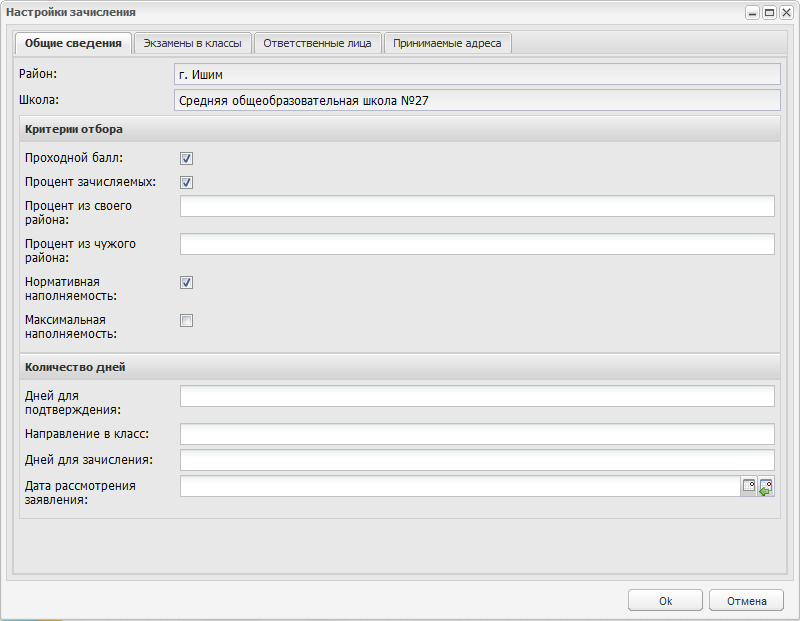 Настройки зачисления
Общие сведения Экзамены в классы Ответственные лица Принимаемые адреса
Район: г. Ишим
Школа: Средняя общеобразовательная школа №27
Критерии отбора
Проходной балл:
Процент зачисляемых:
Процент из своего
района:
Процент из чужого
района:
Нормативная
наполняемость:
Максимальная
наполняемость:
Количество дней
Дней для
подтверждения:
Направление в класс:
Дней для зачисления:
Дата рассмотрения
заявления:
Ok Отмена